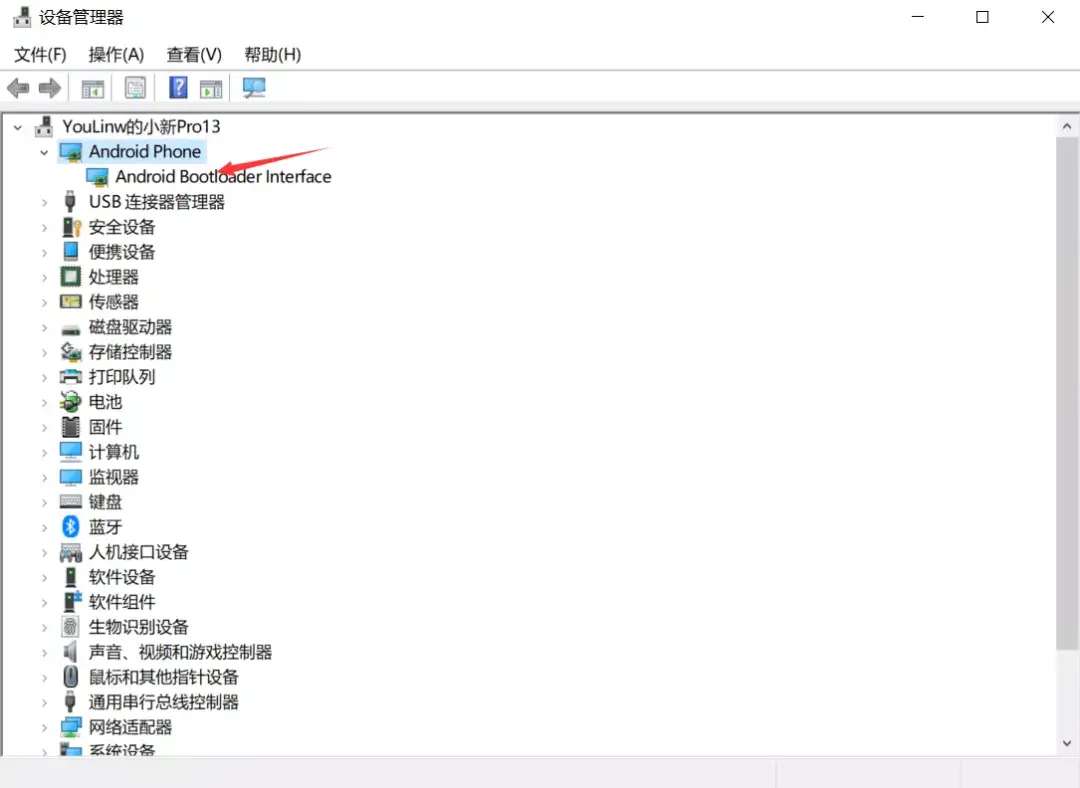 设备管理器
文件(F) 操作(A) 查看(V) 帮助(H)
YouLinw的小新Pro13
Android Phone
Android Bootloader Interface
USB 连接器管理器
安全设备
便携设备
处理器
传感器
磁盘驱动器
存储控制器
打印队列
电池
固件
计算机
监视器
键盘
蓝牙
人机接口设备
软件设备
软件组件
生物识别设备
声音、视频和游戏控制器
鼠标和其他指针设备
通用串行总线控制器
网络适配器
系统设备